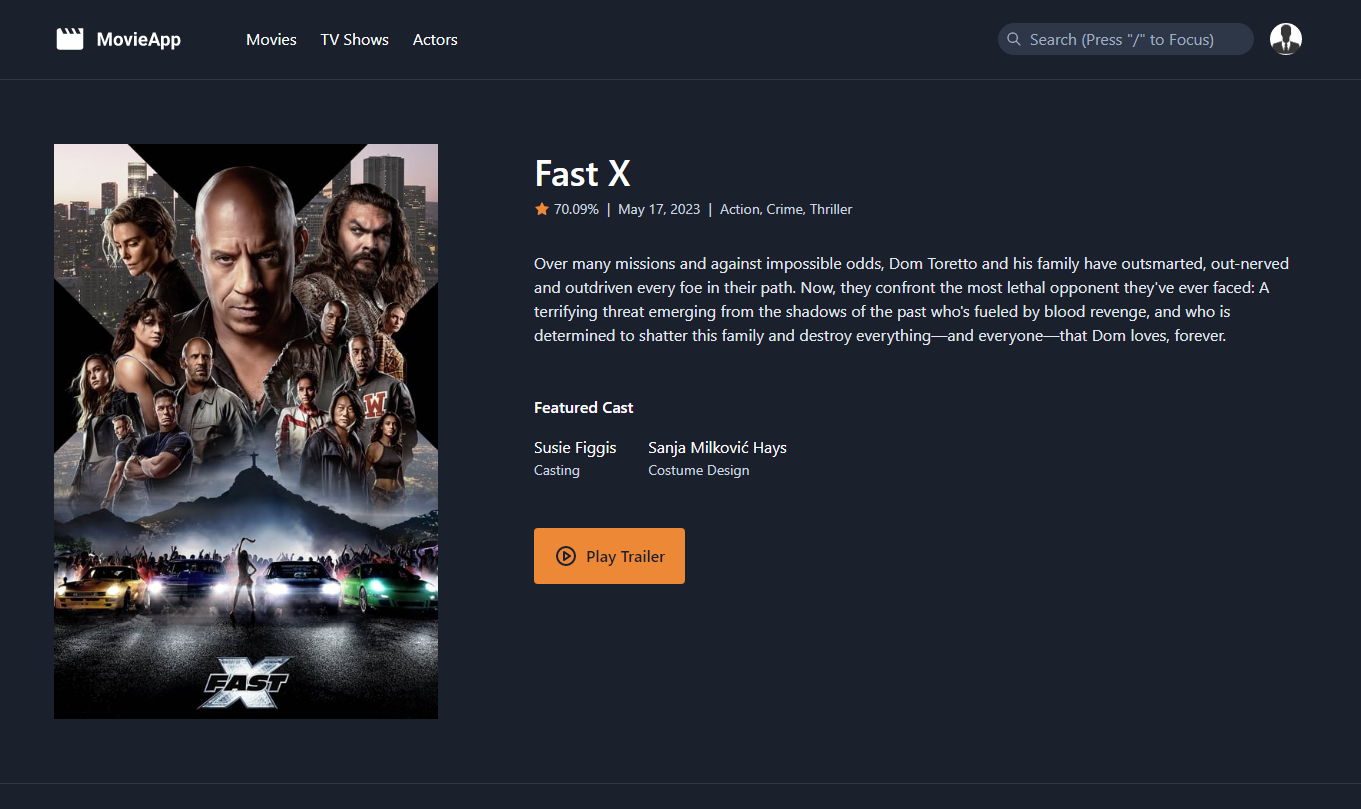 MovieApp
Movies
TV Shows
Actors
Search (Press "/" to Focus)
Fast X
70.09% | May 17, 2023 | Action, Crime, Thriller
Over many missions and against impossible odds, Dom Toretto and his family have outsmarted, out-nerved
and outdriven every foe in their path. Now, they confront the most lethal opponent they've ever faced: A
terrifying threat emerging from the shadows of the past who's fueled by blood revenge, and who is
determined to shatter this family and destroy everything—and everyone—that Dom loves, forever.
Featured Cast
Susie Figgis
Casting
Sanja Milković Hays
Costume Design
Play Trailer
W
FAST X